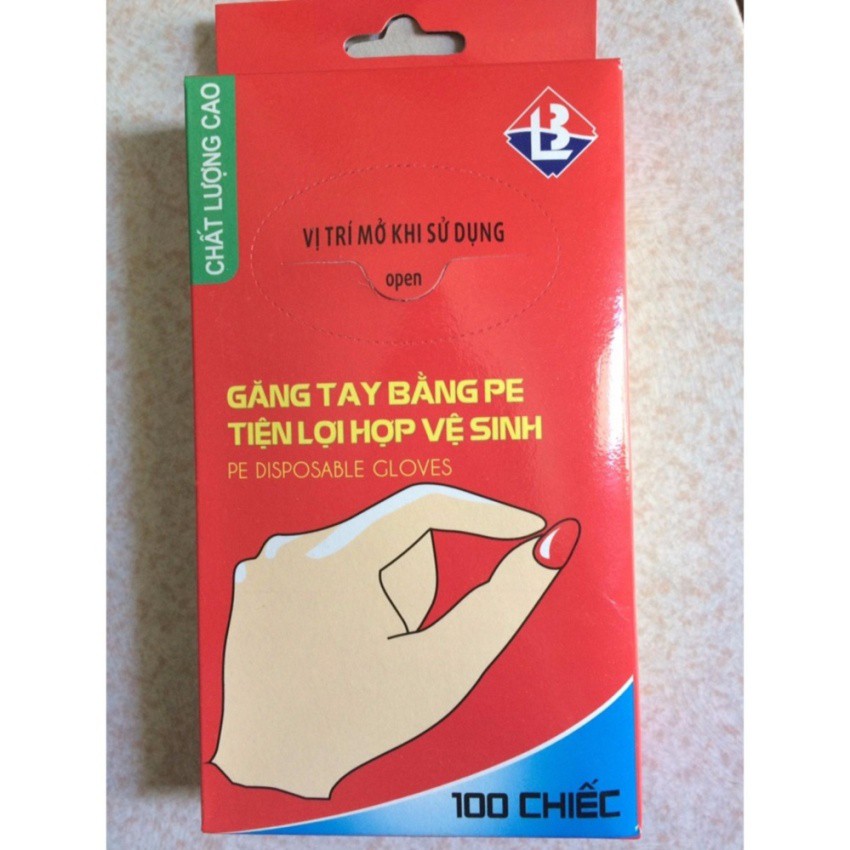 CHẤT LƯỢNG CAO
LB
VỊ TRÍ MỞ KHI SỬ DỤNG
open
GĂNG TAY BẰNG PE
TIỆN LỢI HỢP VỆ SINH
PE DISPOSABLE GLOVES
100 CHIẾC